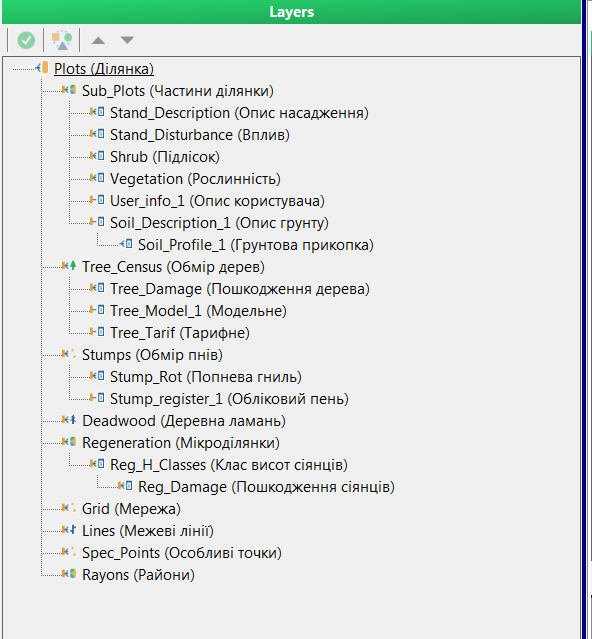 Layers
Plots (Ділянка)
Sub_Plots (Частини ділянки)
Stand_Description (Опис насадження)
Stand_Disturbance (Вплив)
Shrub (Підлісок)
Vegetation (Рослинність)
User_info_1 (Опис користувача)
Soil_Description_1 (Опис грунту)
Soil_Profile_1 (Грунтова прикопка)
Tree_Census (Обмір дерев)
Tree_Damage (Пошкодження дерева)
Tree_Model_1 (Модельне)
Tree_Tarif (Тарифне)
Stumps (Обмір пнів)
Stump_Rot (Попнева гниль)
Stump_register_1 (Обліковий пень)
Deadwood (Деревна ламань)
Regeneration (Мікроділянки)
Reg_H_Classes (Клас висот сіянців)
Reg_Damage (Пошкодження сіянців)
Grid (Мережа)
Lines (Межеві лінії)
Spec_Points (Особливі точки)
Rayons (Райони)